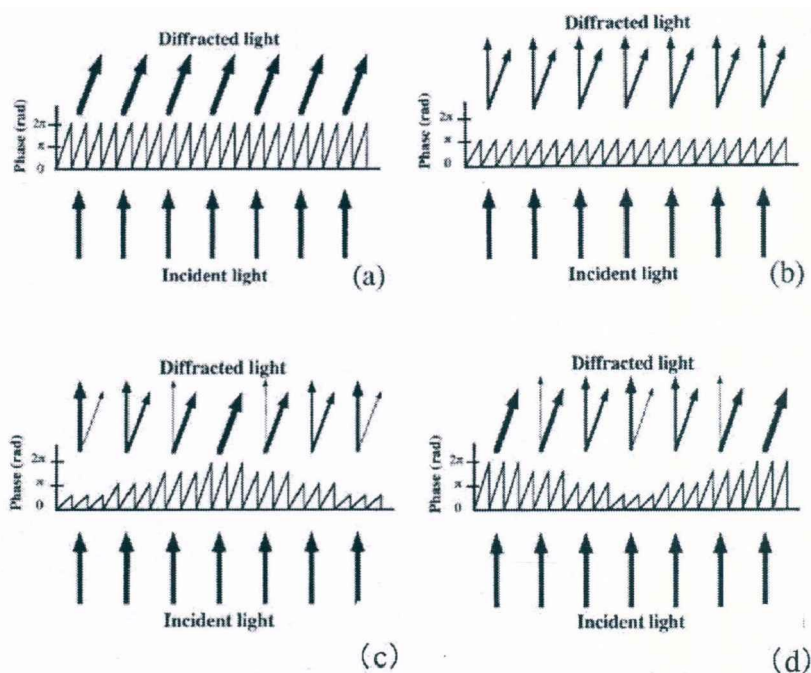 Diffracted light
Phase (rad)
2π
π
0
Incident light
(a)
Diffracted light
Phase (rad)
2π
π
0
Incident light
(b)
Diffracted light
Phase (rad)
2π
π
0
Incident light
(c)
Diffracted light
Phase (rad)
2π
π
0
Incident light
(d)